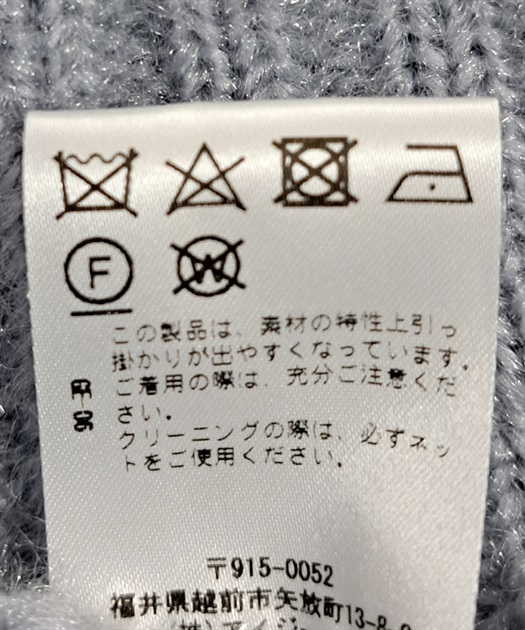 F
W
この製品は、素材の特性上引っ
掛かりが出やすくなっています。
ご着用の際は、充分ご注意くだ
さい。
クリーニングの際は、必ずネッ
トをご使用ください。
〒915-0052
福井県越前市矢放町13-8-9